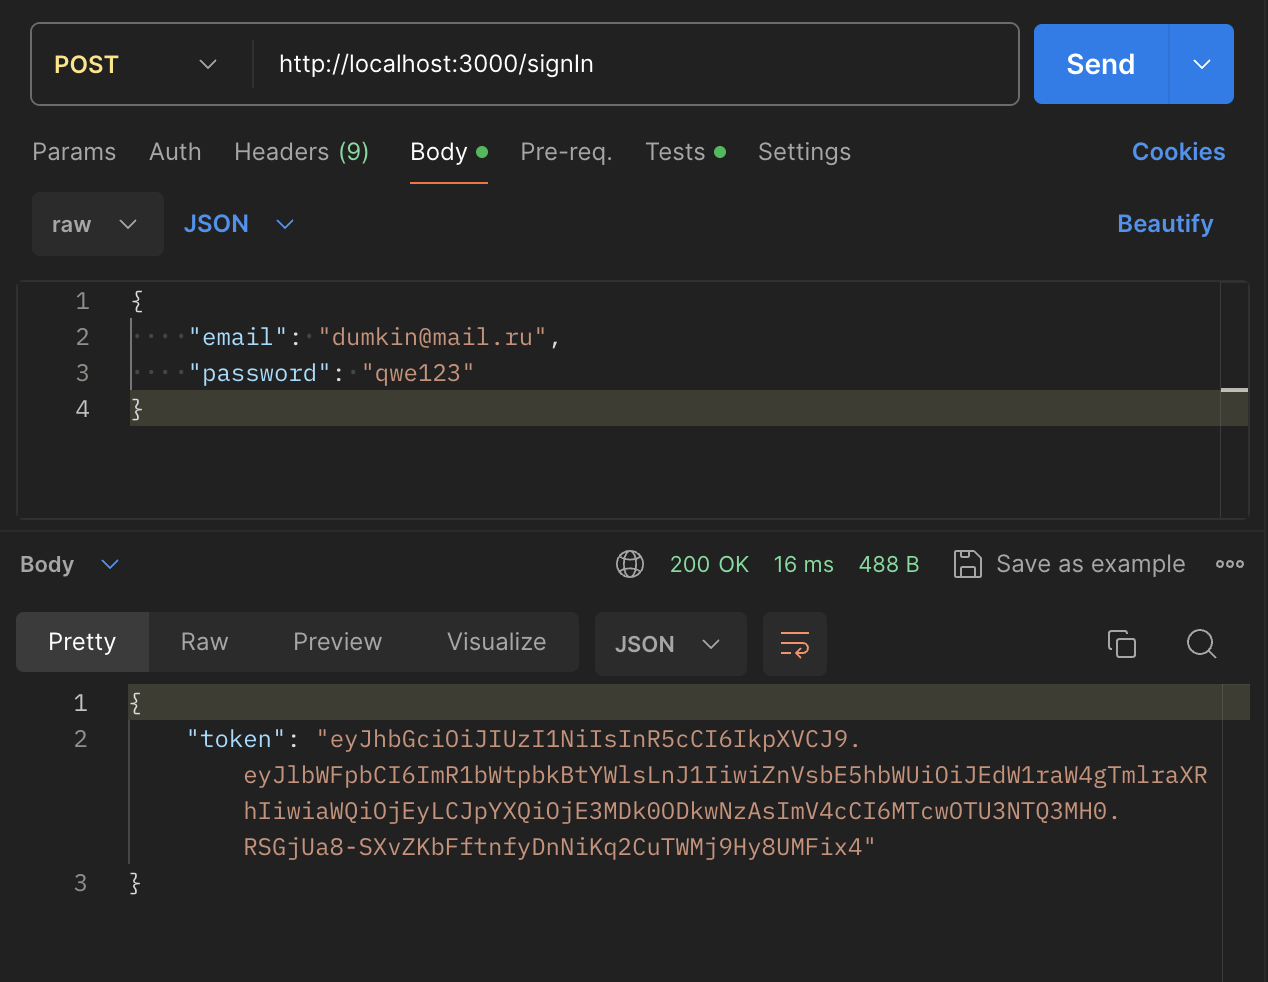 POST http://localhost:3000/signIn Send
Params Auth Headers (9) Body Pre-req. Tests Settings Cookies
raw JSON Beautify
1 {
2 "email": "dumkin@mail.ru",
3 "password": "qwe123"
4 }
Body 200 OK 16 ms 488 B Save as example
Pretty Raw Preview Visualize JSON
1 {
2 "token": "eyJhbGciOiJIUzI1NiIsInR5cCI6IkpXVCJ9.
eyJlbWFpbCI6ImR1bWtpbkBtYWlsLnJ1IiwiZnVsbE5hbWUiOiJEdW1raW4gTmlraXR
hIiwiaWQiOjEyLCJpYXQiOjE3MDk0ODkwNzAsImV4cCI6MTcwOTU3NTQ3MH0.
RSGjUa8-SXvZKbFftnfyDnNiKq2CuTWMj9Hy8UMFix4"
3 }